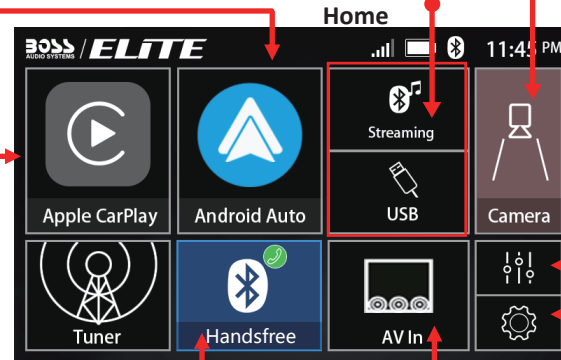 Home
BOSS AUDIO SYSTEMS / ELITE 11:45 PM
Streaming
Apple CarPlay Android Auto USB Camera
Tuner Handsfree AV In